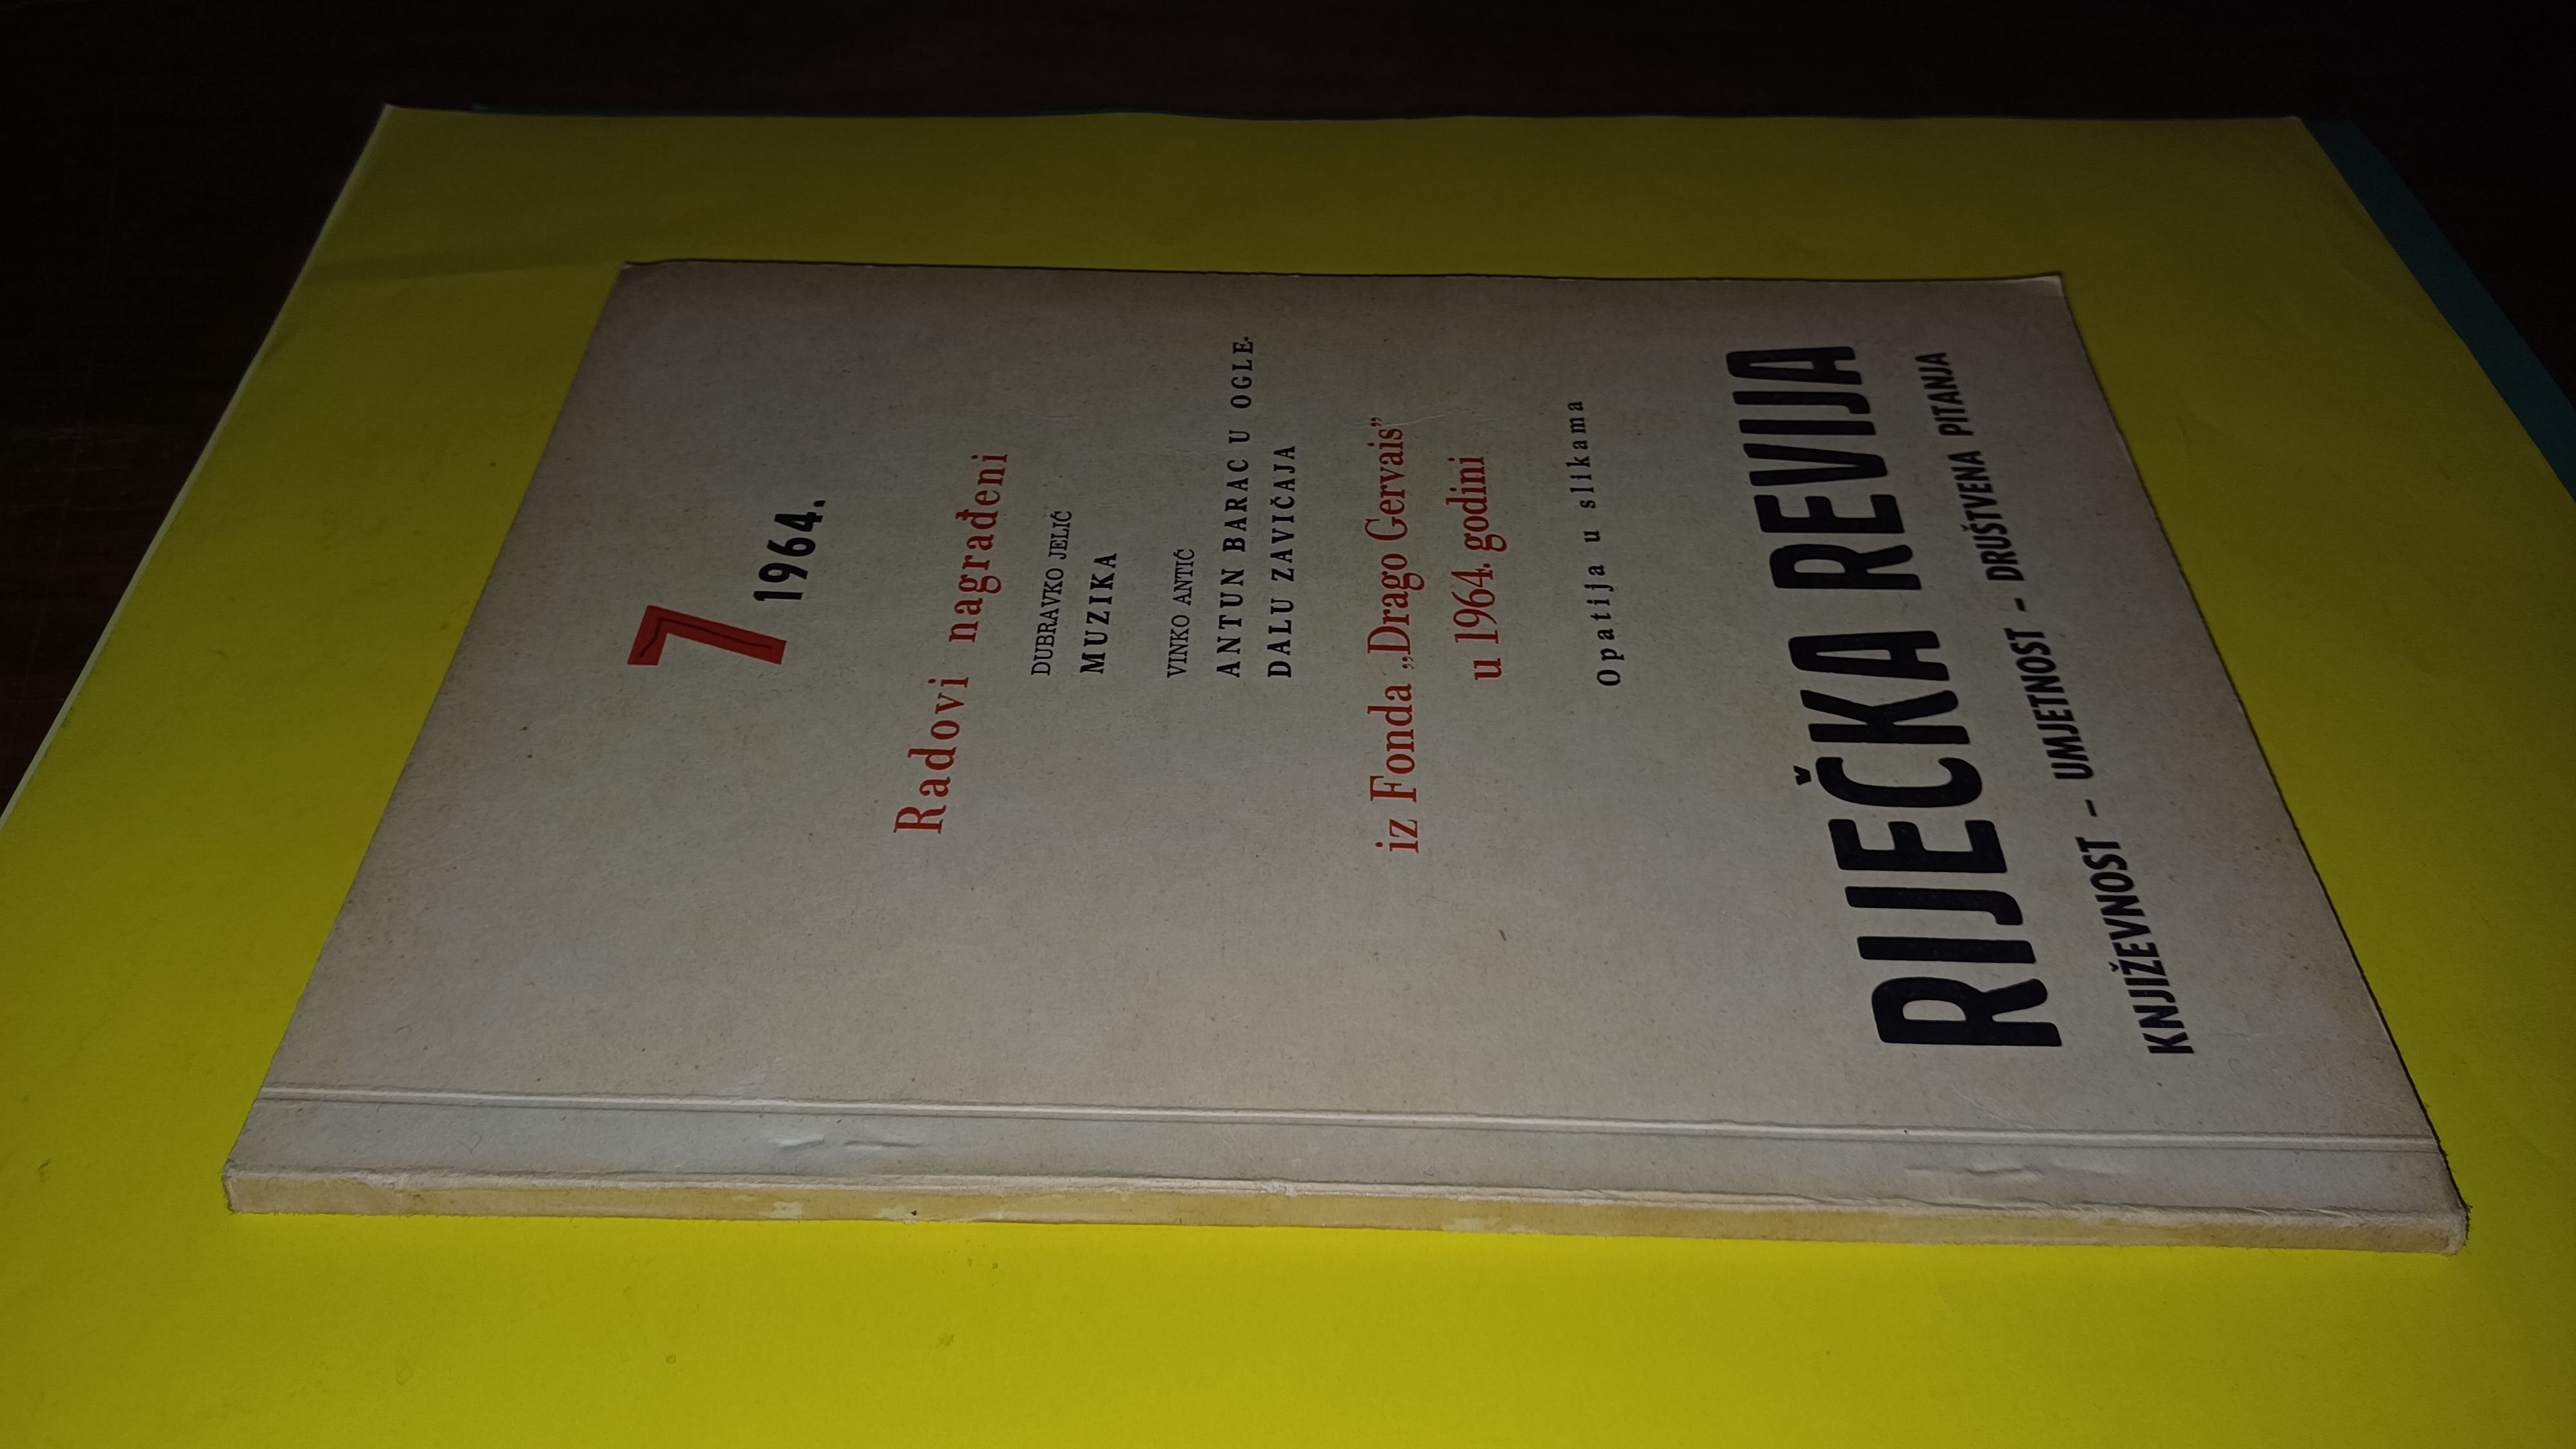 7
1964.
Radovi nagrađeni
DUBRAVKO JELIĆ
MUZIKA
VINKO ANTIĆ
ANTUN BARAC U OGLE-
DALU ZAVIČAJA
iz Fonda „Drago Gervais”
u 1964. godini
Opatija u slikama
RIJEČKA REVIJA
KNJIŽEVNOST - UMJETNOST - DRUŠTVENA PITANJA